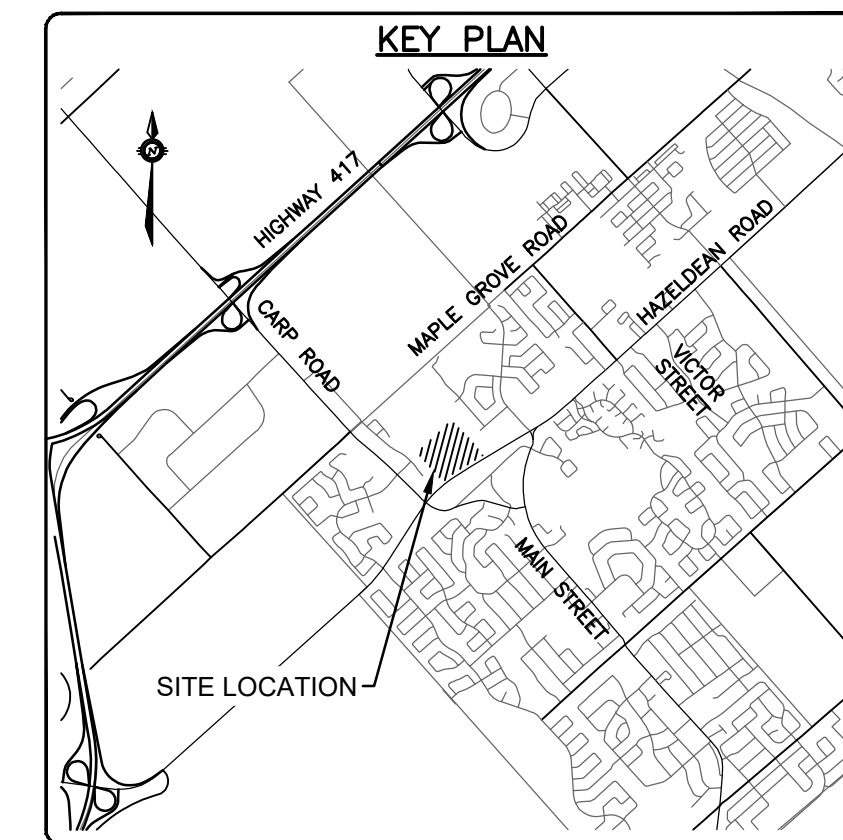 KEY PLAN
N
HIGHWAY 417
MAPLE GROVE ROAD
HAZELDEAN ROAD
CARP ROAD
VICTOR
STREET
MAIN STREET
SITE LOCATION